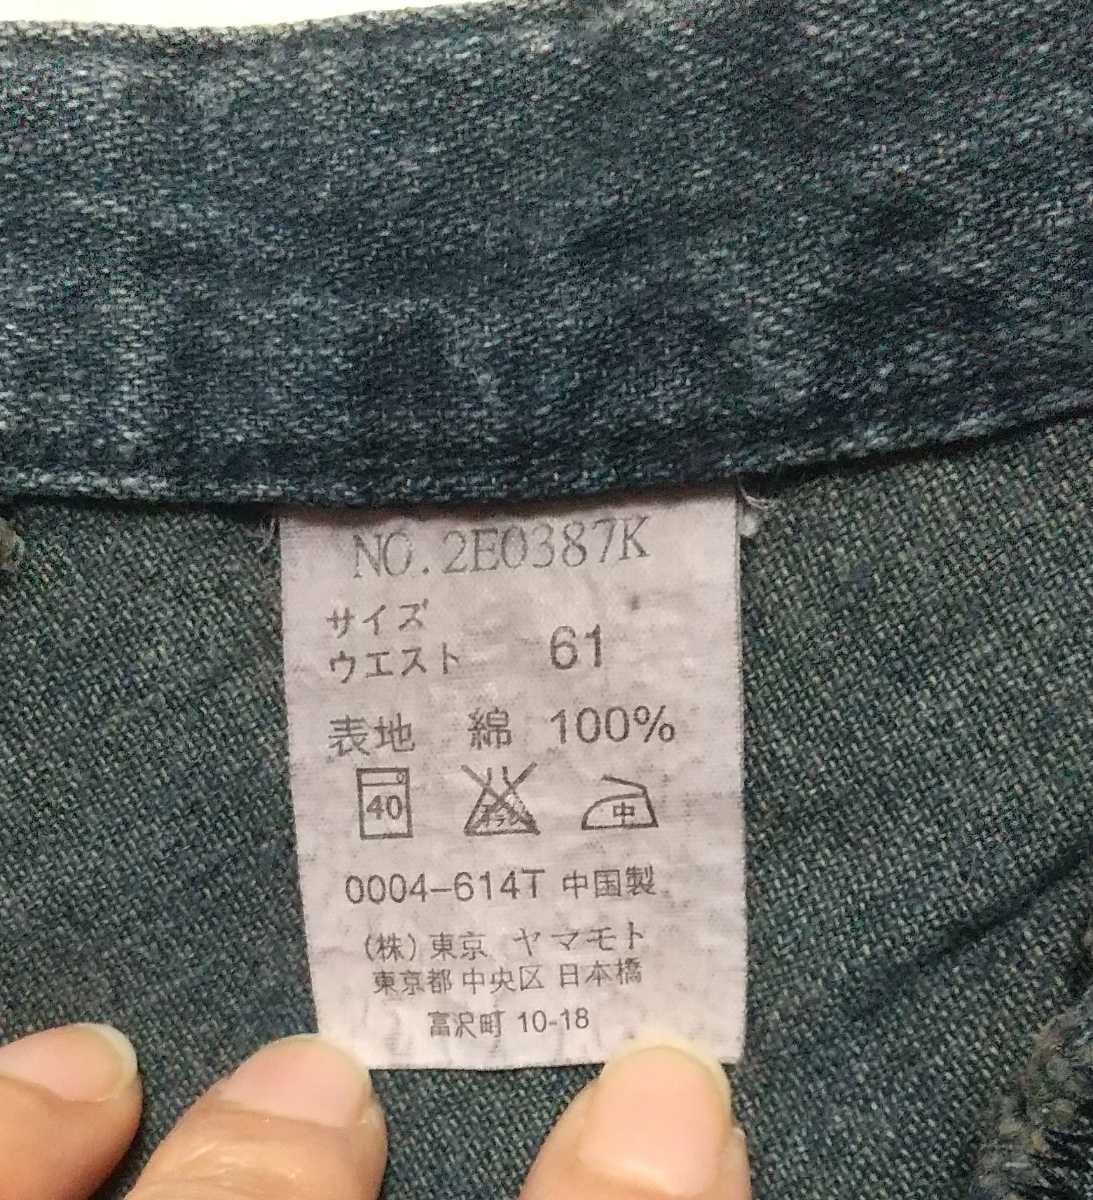 NO.2E0387K
サイズ
ウエスト 61
表地 綿 100%
40 中
0004-614T 中国製
(株)東京 ヤマモト
東京都 中央区 日本橋
富沢町 10-18